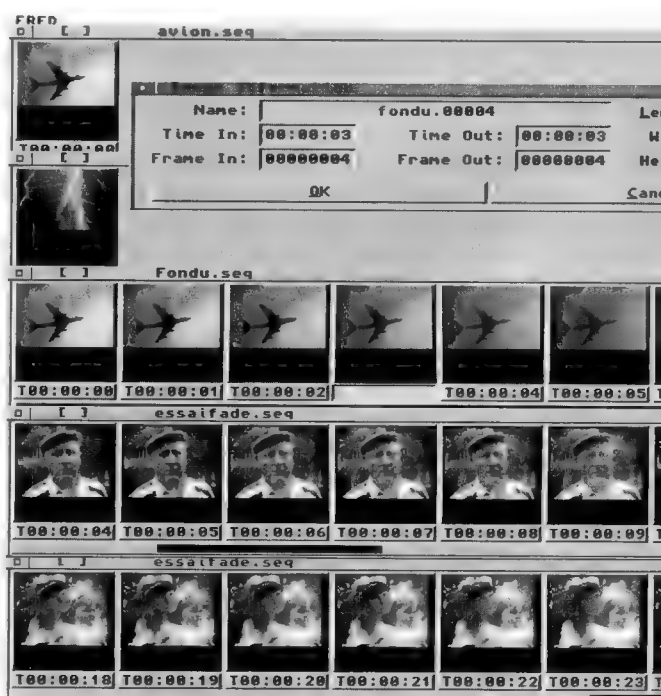 FRED
[ ] avion.seq
Name: fondu.00004 Le
Time In: 00:00:03 Time Out: 00:00:03 W
Frame In: 00000004 Frame Out: 00000004 He
OK Canc
T00:00:00
[ ]
[ ] Fondu.seq
T00:00:00 T00:00:01 T00:00:02 T00:00:04 T00:00:05 T
[ ] essaifade.seq
T00:00:04 T00:00:05 T00:00:06 T00:00:07 T00:00:08 T00:00:09 T
[ ] essaifade.seq
T00:00:18 T00:00:19 T00:00:20 T00:00:21 T00:00:22 T00:00:23 T